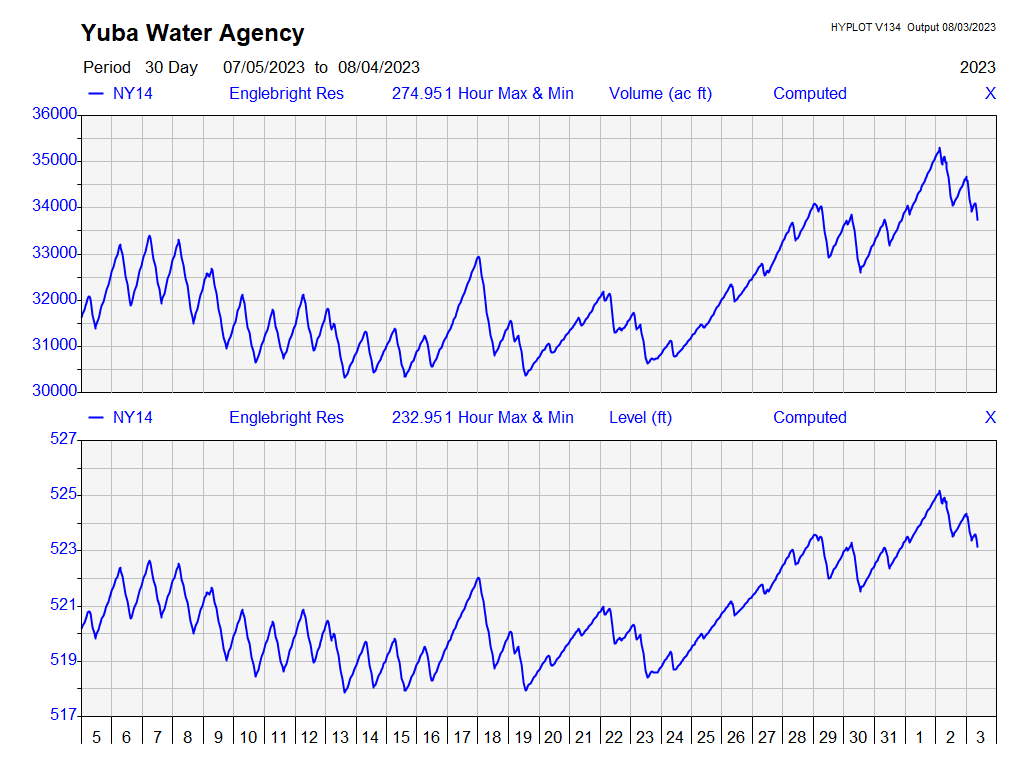 Yuba Water Agency
HYPLOT V134 Output 08/03/2023
Period 30 Day 07/05/2023 to 08/04/2023
2023
NY14 Englebright Res 274.951 Hour Max & Min Volume (ac ft) Computed X
36000
35000
34000
33000
32000
31000
30000
NY14 Englebright Res 232.951 Hour Max & Min Level (ft) Computed X
527
525
523
521
519
517
5 6 7 8 9 10 11 12 13 14 15 16 17 18 19 20 21 22 23 24 25 26 27 28 29 30 31 1 2 3